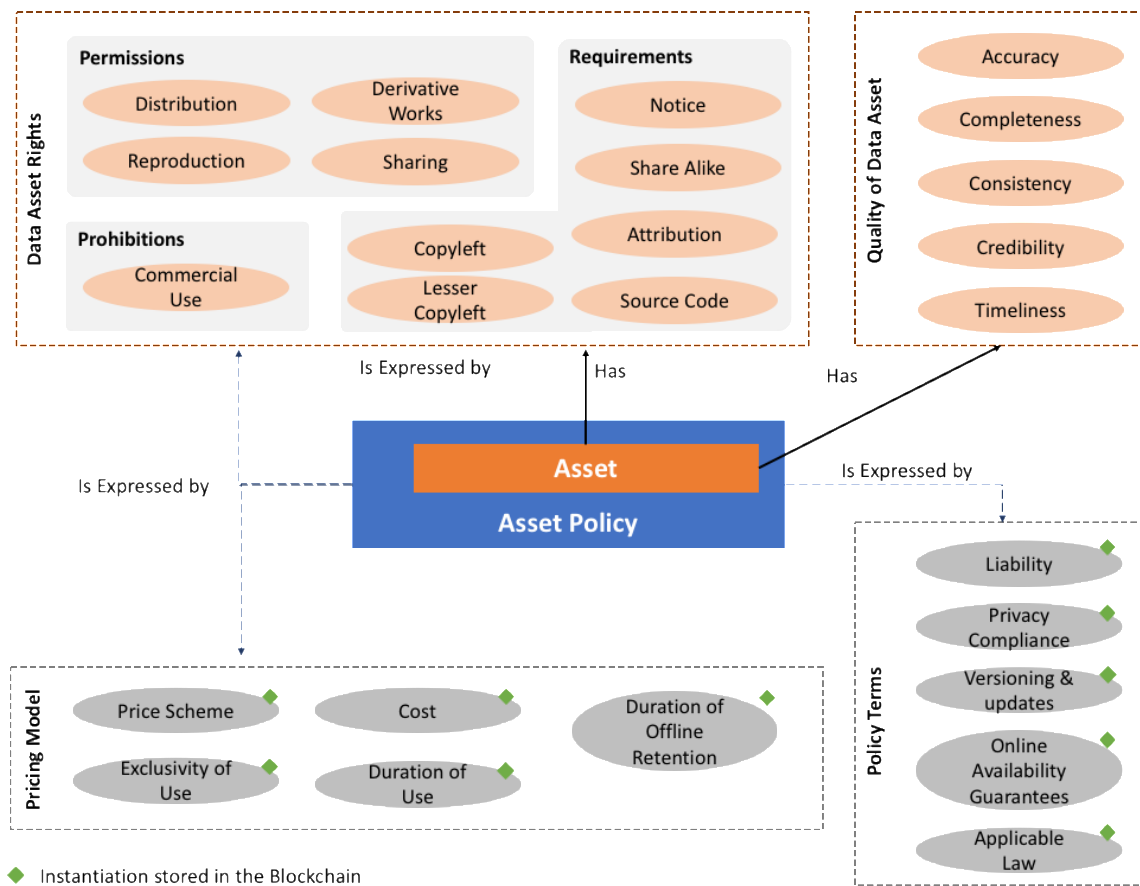 Data Asset Rights
Permissions
Distribution
Derivative
Works
Reproduction
Sharing
Prohibitions
Commercial
Use
Requirements
Notice
Share Alike
Attribution
Source Code
Copyleft
Lesser
Copyleft
Quality of Data Asset
Accuracy
Completeness
Consistency
Credibility
Timeliness
Is Expressed by
Has
Has
Is Expressed by
Is Expressed by
Asset
Asset Policy
Pricing Model
Price Scheme
Cost
Duration of
Offline
Retention
Exclusivity of
Use
Duration of
Use
Policy Terms
Liability
Privacy
Compliance
Versioning &
updates
Online
Availability
Guarantees
Applicable
Law
Instantiation stored in the Blockchain